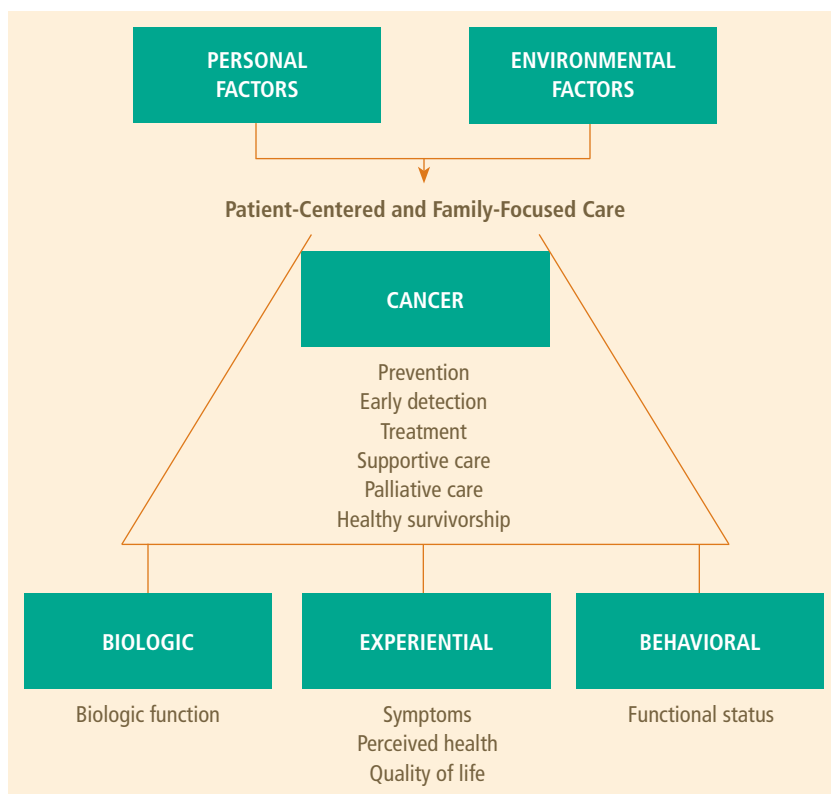 PERSONAL
FACTORS
ENVIRONMENTAL
FACTORS
Patient-Centered and Family-Focused Care
CANCER
Prevention
Early detection
Treatment
Supportive care
Palliative care
Healthy survivorship
BIOLOGIC
Biologic function
EXPERIENTIAL
Symptoms
Perceived health
Quality of life
BEHAVIORAL
Functional status